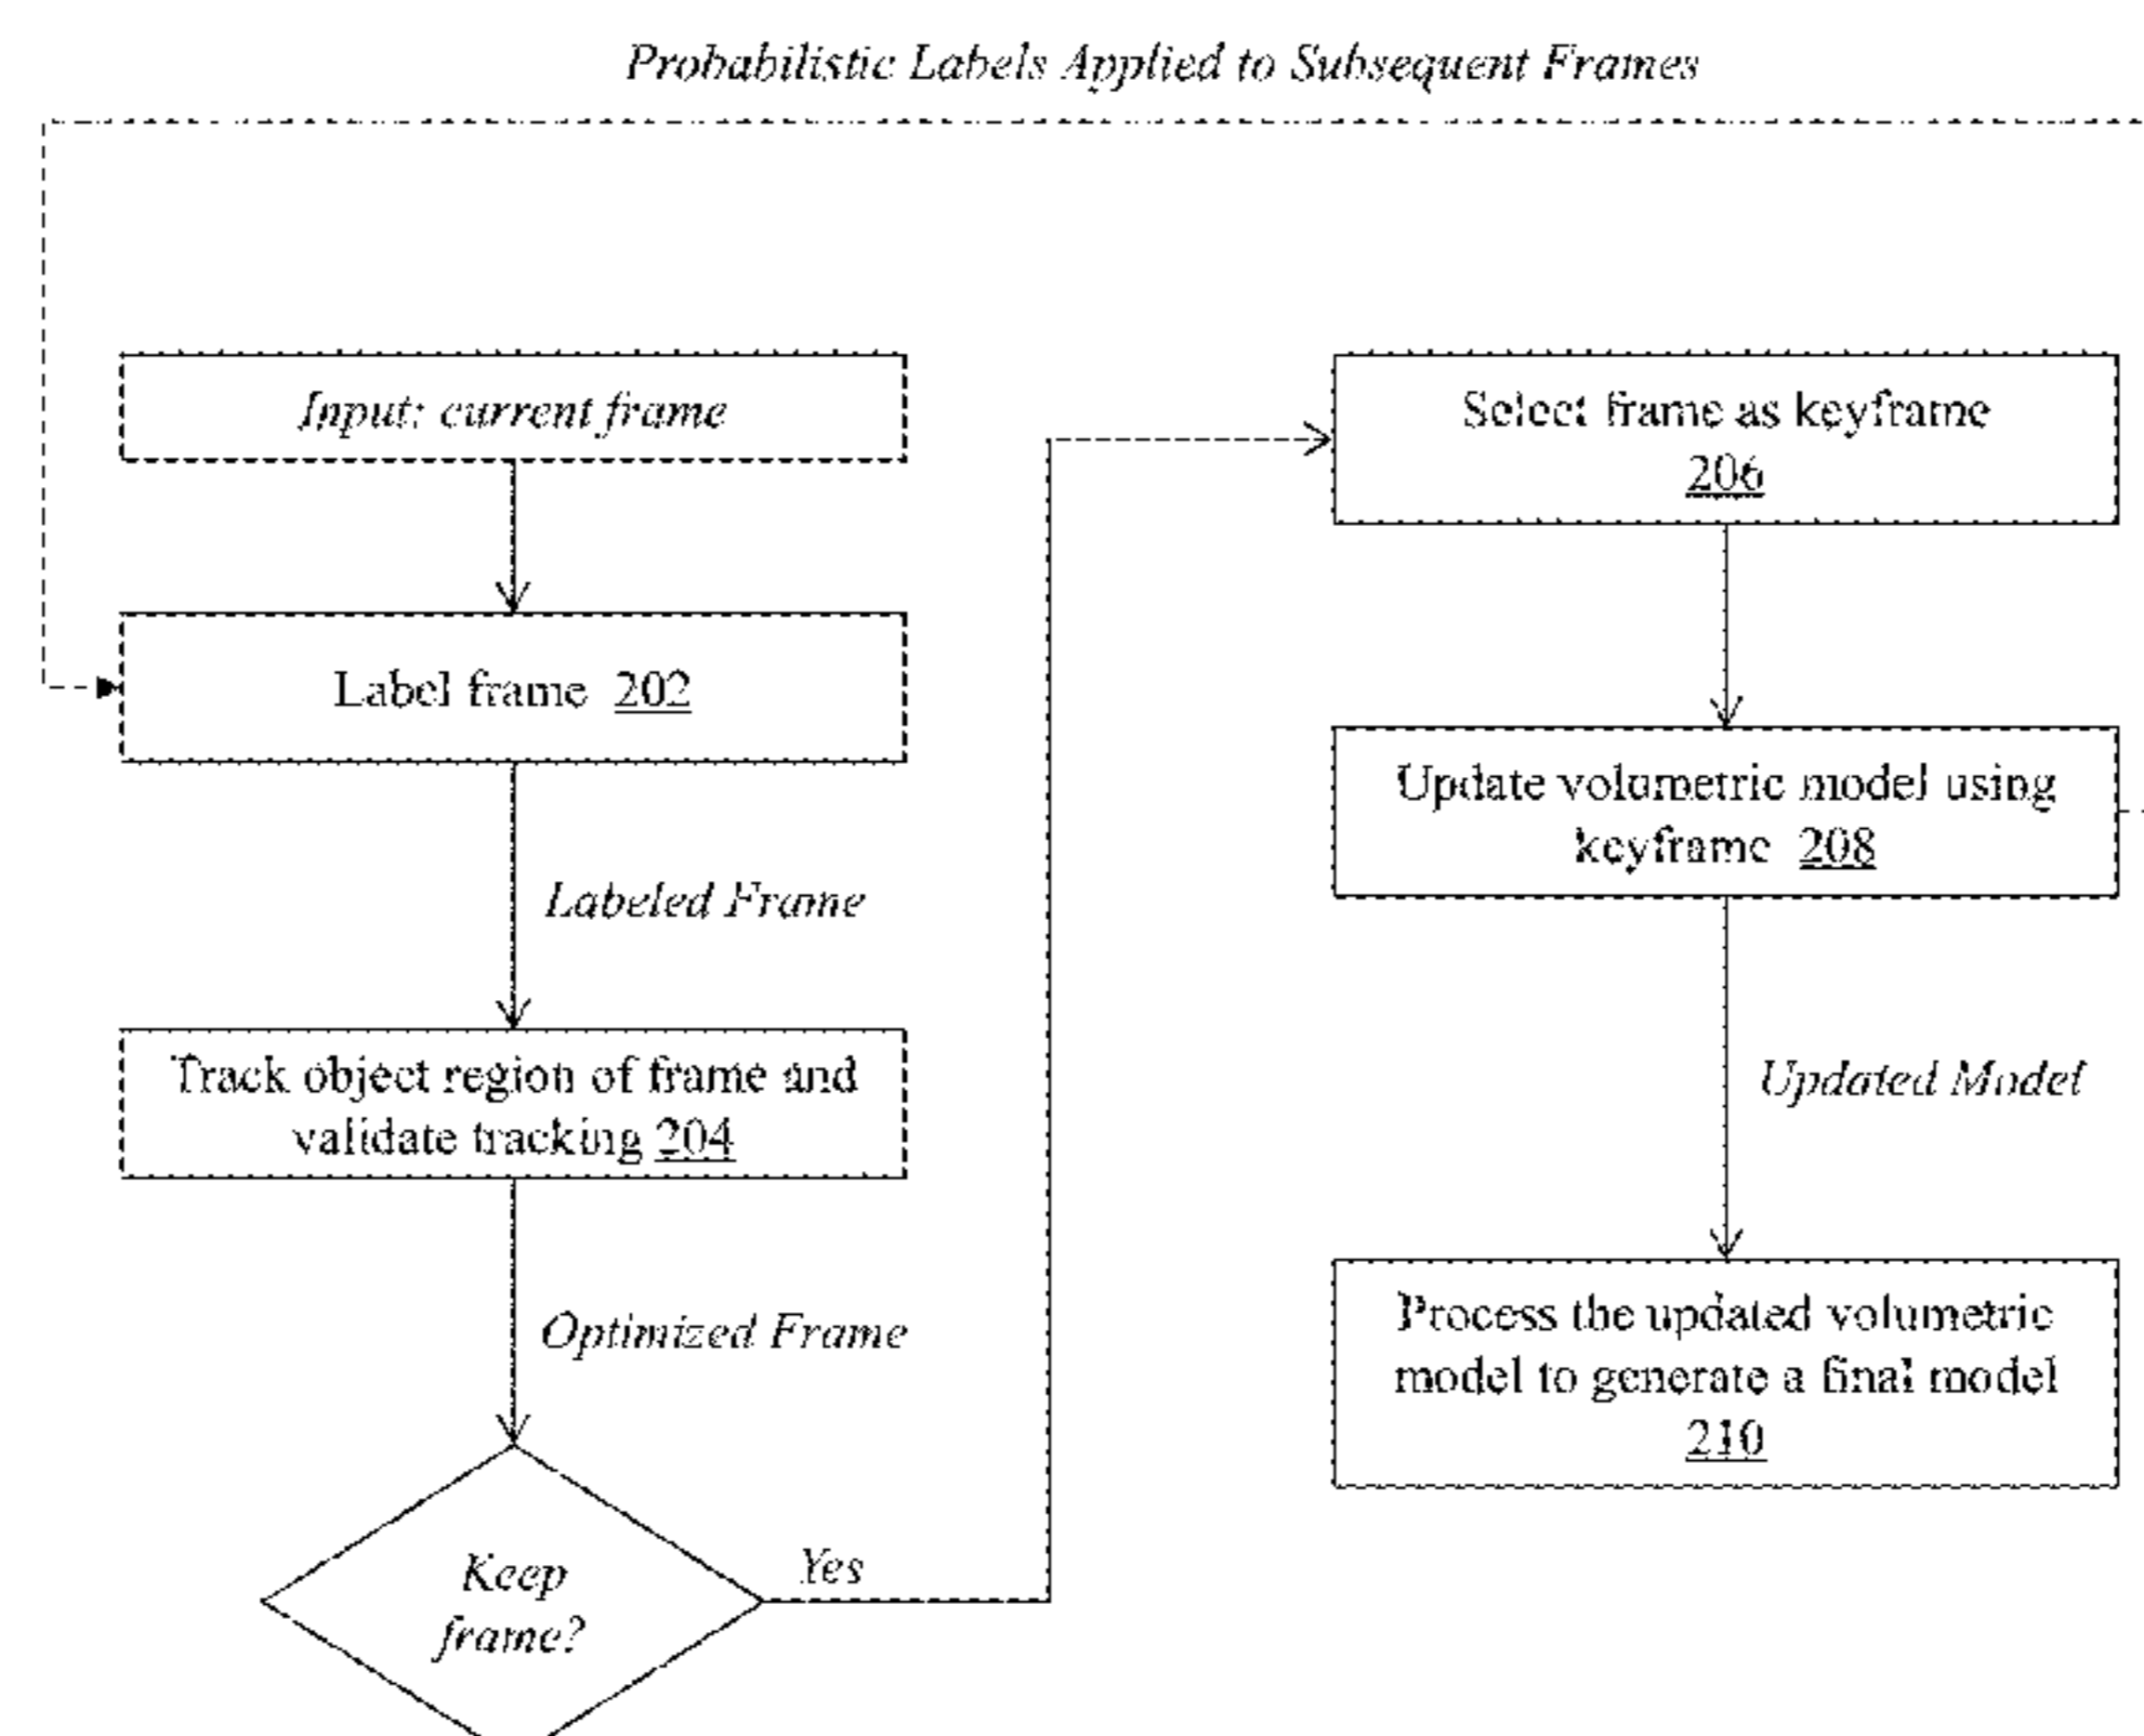 Probabilistic Labels Applied to Subsequent Frames
Input: current frame
Label frame 202
Labeled Frame
Track object region of frame and
validate tracking 204
Optimized Frame
Keep
frame?
Yes
Select frame as keyframe
206
Update volumetric model using
keyframe 208
Updated Model
Process the updated volumetric
model to generate a final model
210